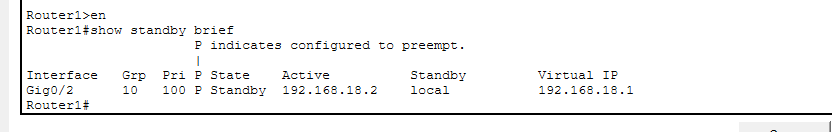 Router1>en
Router1#show standby brief
P indicates configured to preempt.
|
Interface Grp Pri P State Active Standby Virtual IP
Gig0/2 10 100 P Standby 192.168.18.2 local 192.168.18.1
Router1#